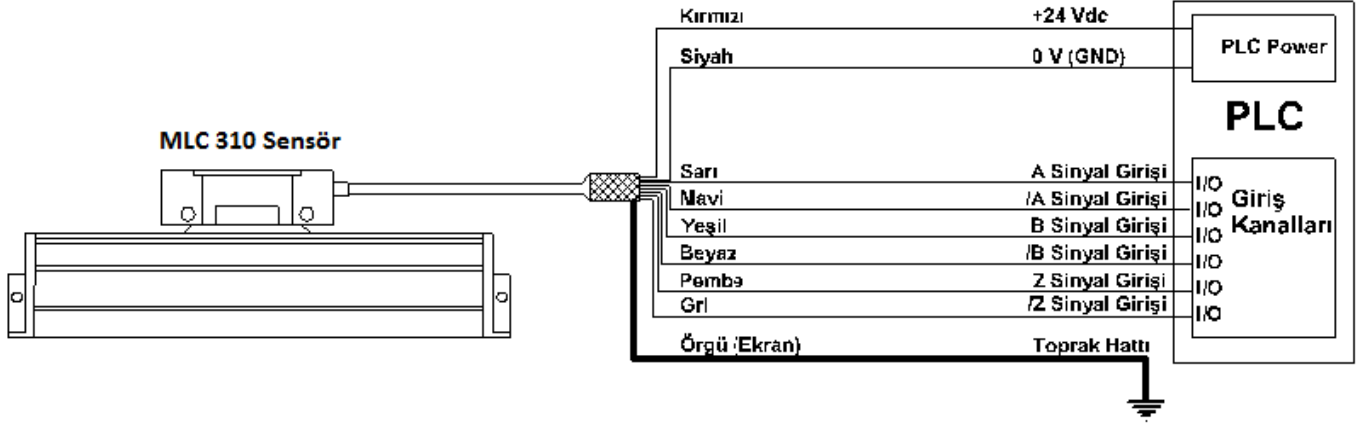 Kırmızı +24 Vdc
Siyah 0 V (GND)
PLC Power
PLC
MLC 310 Sensör
Sarı A Sinyal Girişi I/O
Mavi /A Sinyal Girişi I/O
Giriş Kanalları
Yeşil B Sinyal Girişi I/O
Beyaz /B Sinyal Girişi I/O
Pembe Z Sinyal Girişi I/O
Gri /Z Sinyal Girişi I/O
Örgü (Ekran) Toprak Hattı